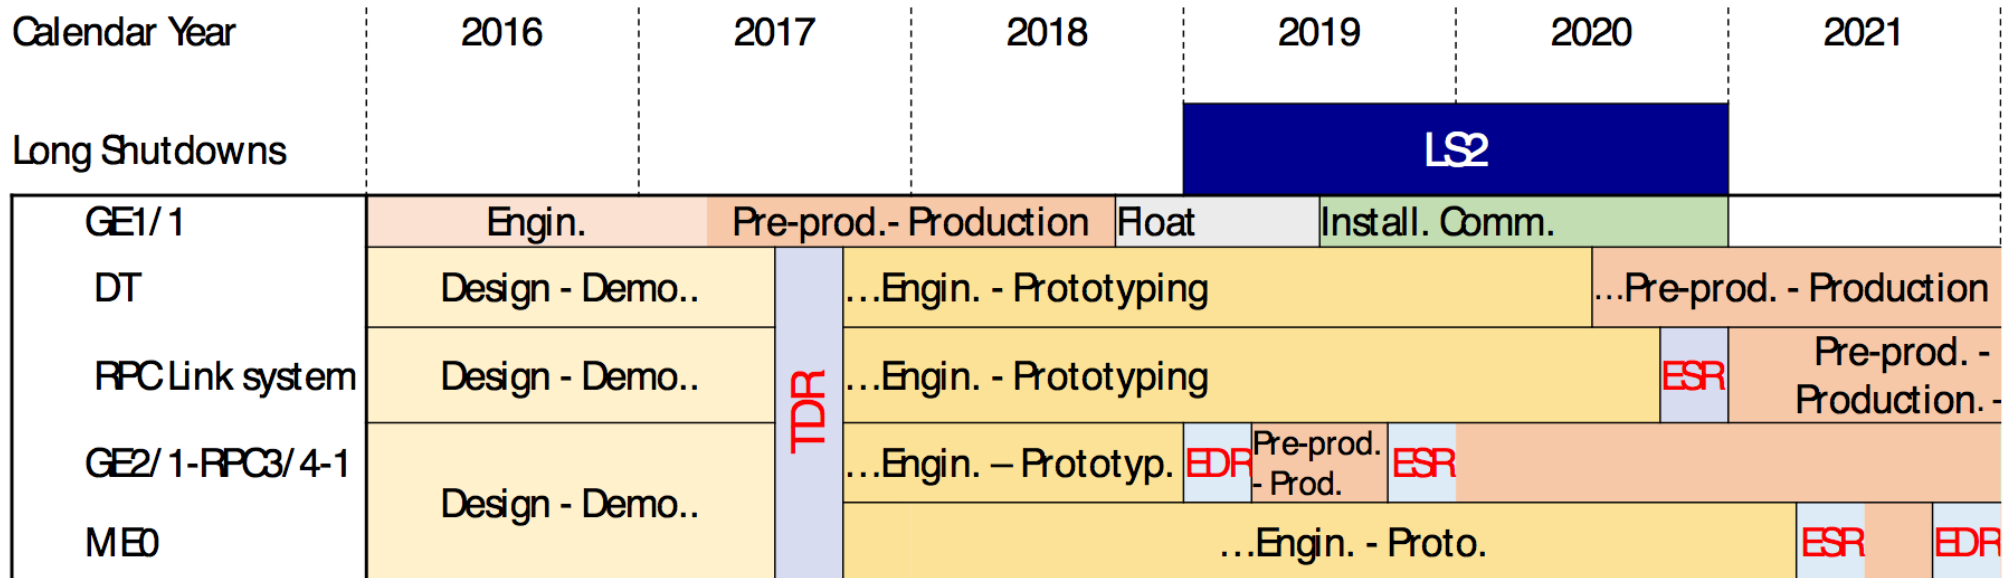 Calendar Year 2016 2017 2018 2019 2020 2021
Long Shutdowns LS2
GE1/1 Engin. Pre-prod.- Production Float Install. Comm.
DT Design - Demo.. ...Engin. - Prototyping ...Pre-prod. - Production
TDR
RPC Link system Design - Demo.. ...Engin. - Prototyping ESR Pre-prod. -
Production. -
GE2/1-RPC3/4-1 Design - Demo.. ...Engin. – Prototyp. EDR Pre-prod.
- Prod. ESR
ME0 ...Engin. - Proto. ESR EDR